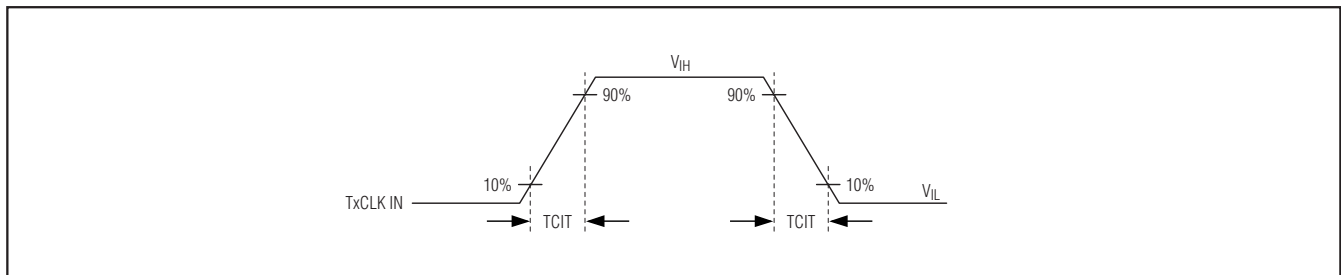 V_IH
90%
90%
10%
10%
TxCLK IN
V_IL
TCIT
TCIT